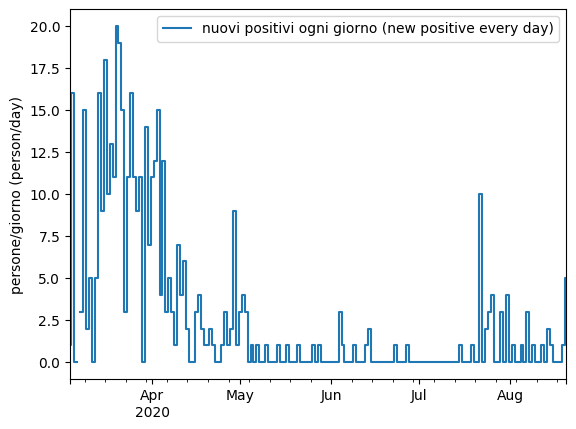 nuovi positivi ogni giorno (new positive every day)
persone/giorno (person/day)
20.0
17.5
15.0
12.5
10.0
7.5
5.0
2.5
0.0
Apr
2020
May
Jun
Jul
Aug